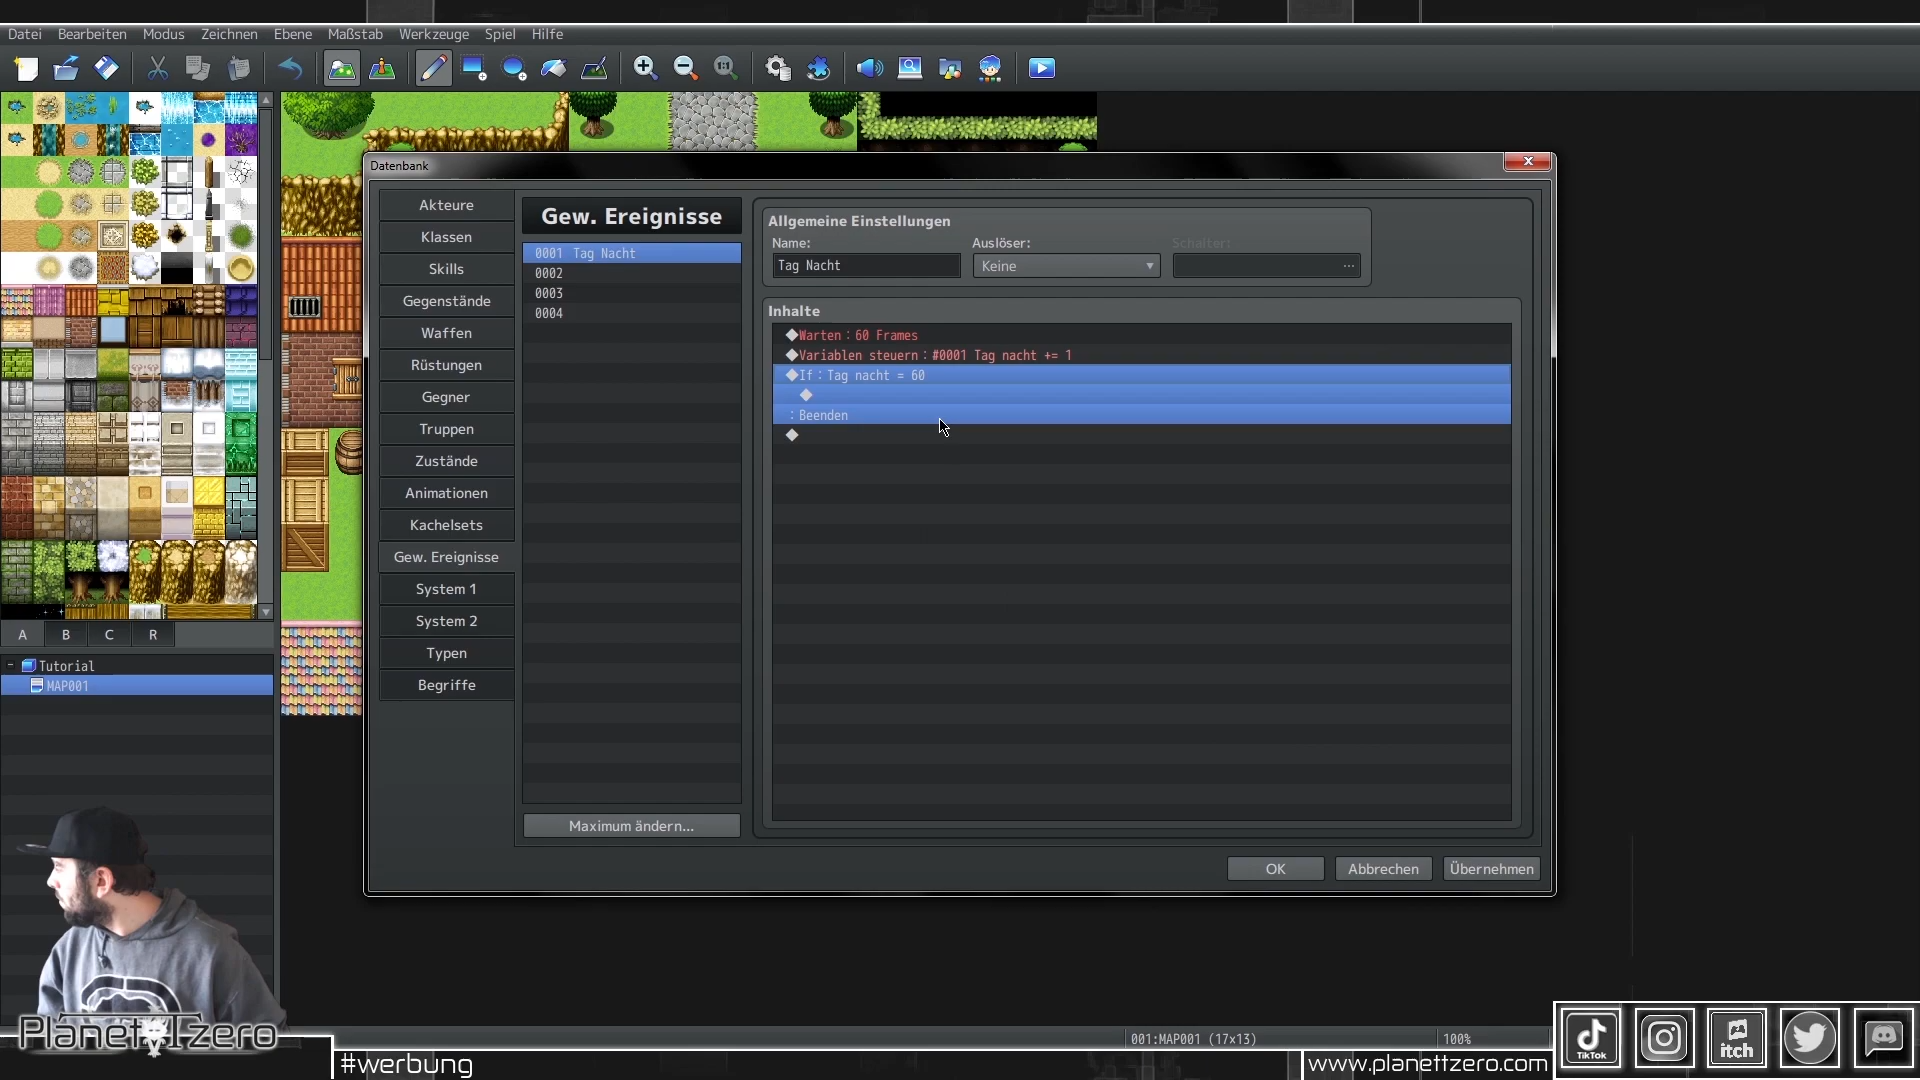 Datei Bearbeiten Modus Zeichnen Ebene Maßstab Werkzeuge Spiel Hilfe
1:1
Datenbank
Akteure
Klassen
Skills
Gegenstände
Waffen
Rüstungen
Gegner
Truppen
Zustände
Animationen
Kachelsets
Gew. Ereignisse
System 1
System 2
Typen
Begriffe
Gew. Ereignisse
0001 Tag Nacht
0002
0003
0004
Maximum ändern...
Allgemeine Einstellungen
Name: Auslöser: Schalter:
Tag Nacht Keine ...
Inhalte
◆Warten : 60 Frames
◆Variablen steuern : #0001 Tag nacht += 1
◆If : Tag nacht = 60
◆
: Beenden
◆
OK Abbrechen Übernehmen
A B C R
Tutorial
MAP001
001:MAP001 (17x13) 100%
PlanetTzero
#werbung
www.planettzero.com
TikTok
itch